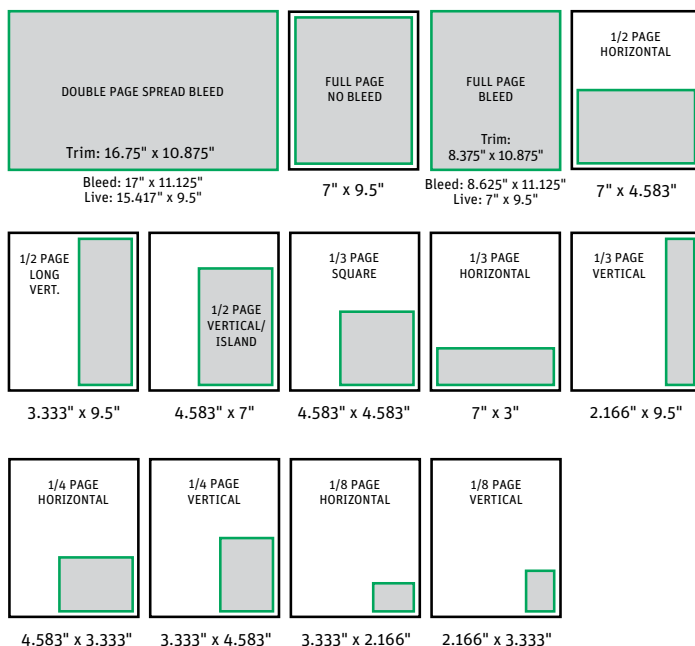 DOUBLE PAGE SPREAD BLEED
Trim: 16.75" x 10.875"
Bleed: 17" x 11.125"
Live: 15.417" x 9.5"
FULL PAGE
NO BLEED
7" x 9.5"
FULL PAGE
BLEED
Trim:
8.375" x 10.875"
Bleed: 8.625" x 11.125"
Live: 7" x 9.5"
1/2 PAGE
HORIZONTAL
7" x 4.583"
1/2 PAGE
LONG
VERT.
3.333" x 9.5"
1/2 PAGE
VERTICAL/
ISLAND
4.583" x 7"
1/3 PAGE
SQUARE
4.583" x 4.583"
1/3 PAGE
HORIZONTAL
7" x 3"
1/3 PAGE
VERTICAL
2.166" x 9.5"
1/4 PAGE
HORIZONTAL
4.583" x 3.333"
1/4 PAGE
VERTICAL
3.333" x 4.583"
1/8 PAGE
HORIZONTAL
3.333" x 2.166"
1/8 PAGE
VERTICAL
2.166" x 3.333"